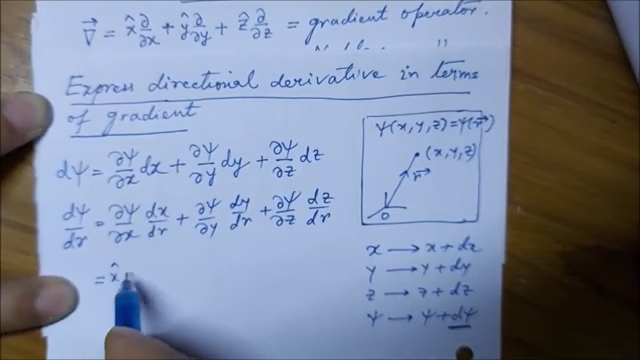 ∇⃗ = x̂ ∂/∂x + ŷ ∂/∂y + ẑ ∂/∂z = gradient operator.
"
Express directional derivative in terms
of gradient
ψ(x,y,z)=ψ(r⃗)
(x,y,z)
r⃗
O
dψ = ∂ψ/∂x dx + ∂ψ/∂y dy + ∂ψ/∂z dz
dψ/dr = ∂ψ/∂x dx/dr + ∂ψ/∂y dy/dr + ∂ψ/∂z dz/dr
= x̂
x → x + dx
y → y + dy
z → z + dz
ψ → ψ + dψ